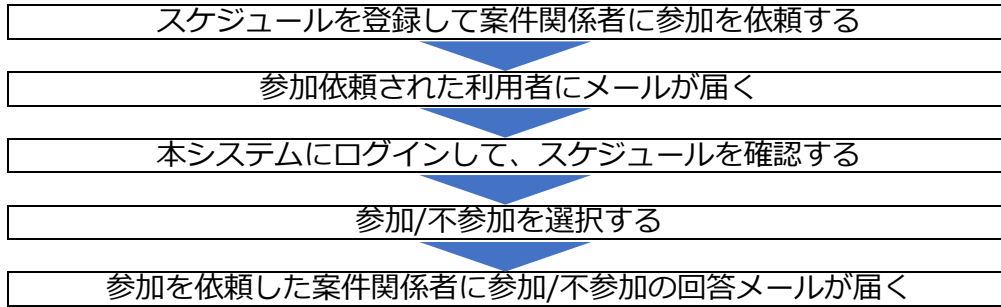 スケジュールを登録して案件関係者に参加を依頼する
参加依頼された利用者にメールが届く
本システムにログインして、スケジュールを確認する
参加/不参加を選択する
参加を依頼した案件関係者に参加/不参加の回答メールが届く